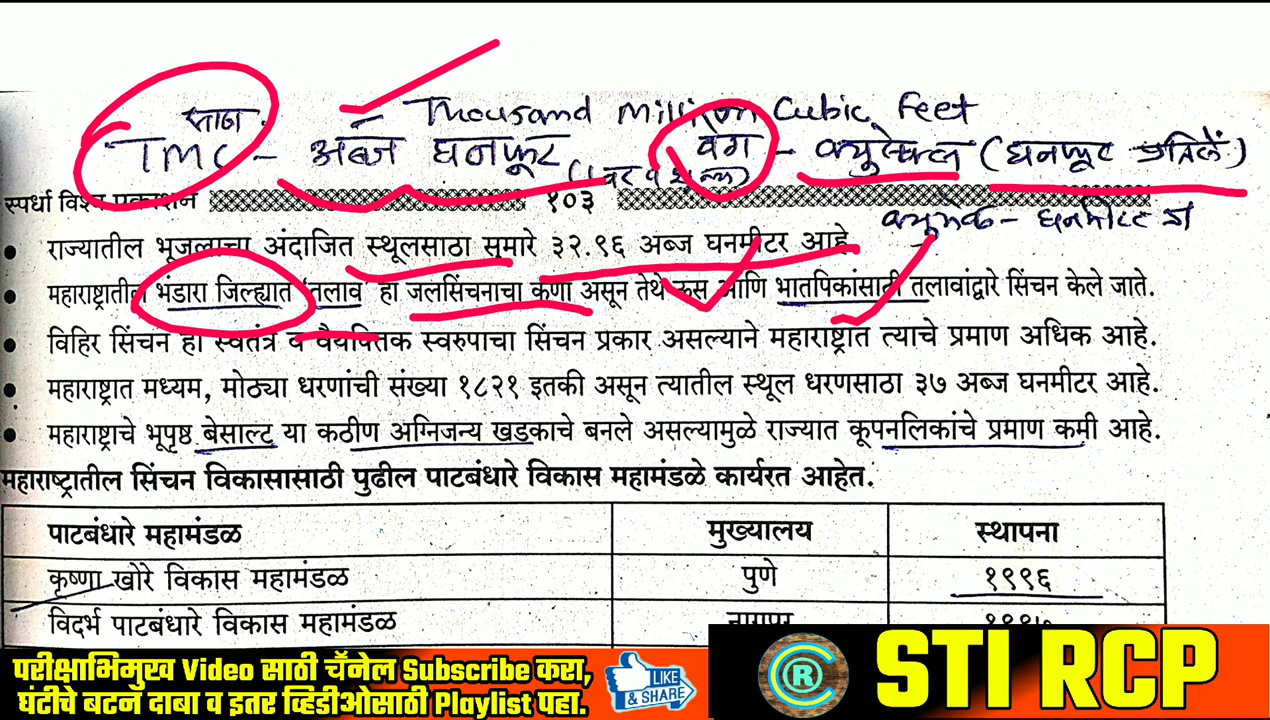 साठा. - Thousand Million Cubic Feet
TMC - अब्ज घनफूट वेग - क्युसेक्स (घनफूट प्रतिसें)
स्पर्धा विश्व प्रकाशन १०३
क्युमेक - घनमीटर
राज्यातील भूजलाचा अंदाजित स्थूलसाठा सुमारे ३२.९६ अब्ज घनमीटर आहे.
महाराष्ट्रातील भंडारा जिल्ह्यात 'तलाव' हा जलसिंचनाचा कणा असून तेथे ऊस आणि भातपिकांसाठी तलावांद्वारे सिंचन केले जाते.
विहिर सिंचन हा स्वतंत्र व वैयक्तिक स्वरुपाचा सिंचन प्रकार असल्याने महाराष्ट्रात त्याचे प्रमाण अधिक आहे.
महाराष्ट्रात मध्यम, मोठ्या धरणांची संख्या १८२१ इतकी असून त्यातील स्थूल धरणसाठा ३७ अब्ज घनमीटर आहे.
महाराष्ट्राचे भूपृष्ठ बेसाल्ट या कठीण अग्निजन्य खडकाचे बनले असल्यामुळे राज्यात कूपनलिकांचे प्रमाण कमी आहे.
महाराष्ट्रातील सिंचन विकासासाठी पुढील पाटबंधारे विकास महामंडळे कार्यरत आहेत.
पाटबंधारे महामंडळ मुख्यालय स्थापना
कृष्णा खोरे विकास महामंडळ पुणे १९९६
विदर्भ पाटबंधारे विकास महामंडळ नागपूर १९९७
परीक्षाभिमुख Video साठी चॅनेल Subscribe करा,
घंटीचे बटन दाबा व इतर व्हिडीओसाठी Playlist पहा.
LIKE
& SHARE
R
STI RCP